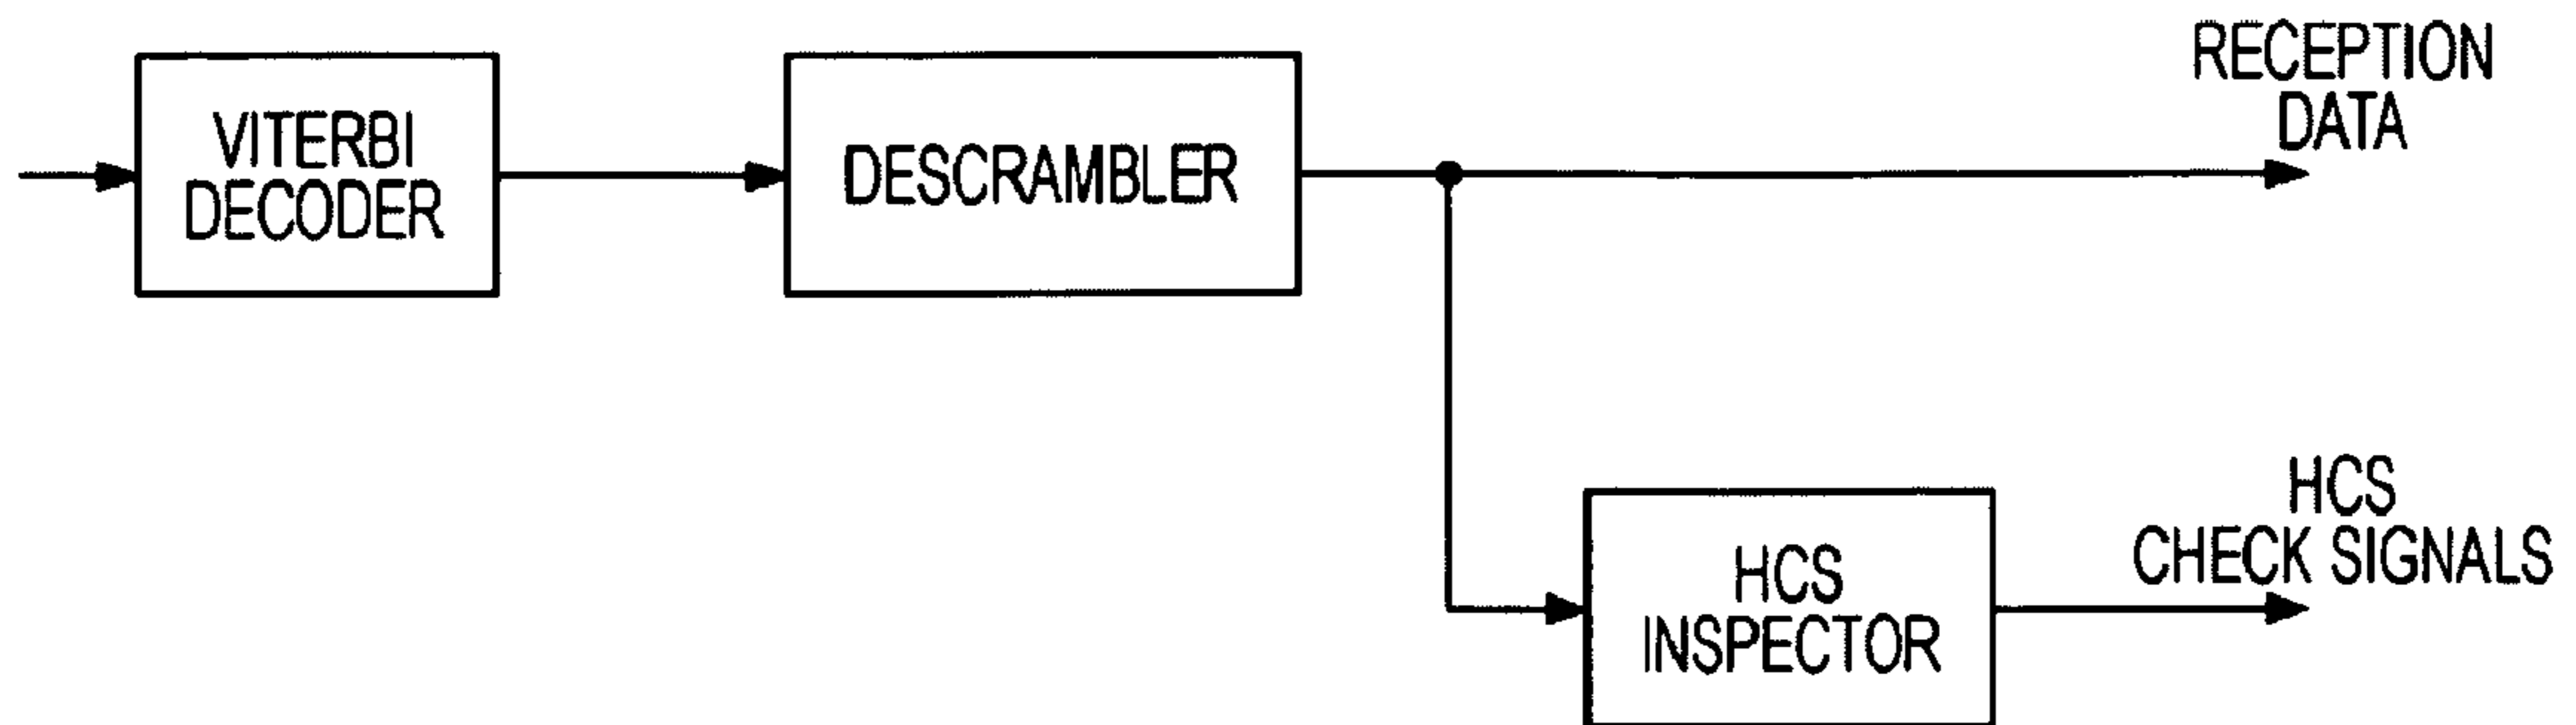 VITERBI
DECODER
DESCRAMBLER
RECEPTION
DATA
HCS
INSPECTOR
HCS
CHECK SIGNALS